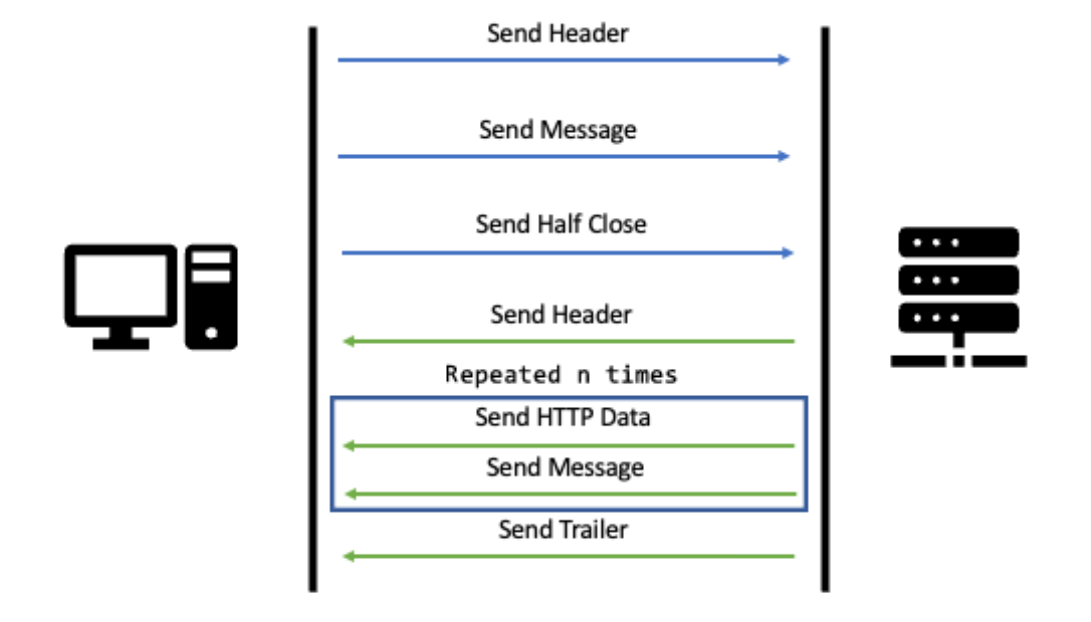 Send Header
Send Message
Send Half Close
Send Header
Repeated n times
Send HTTP Data
Send Message
Send Trailer